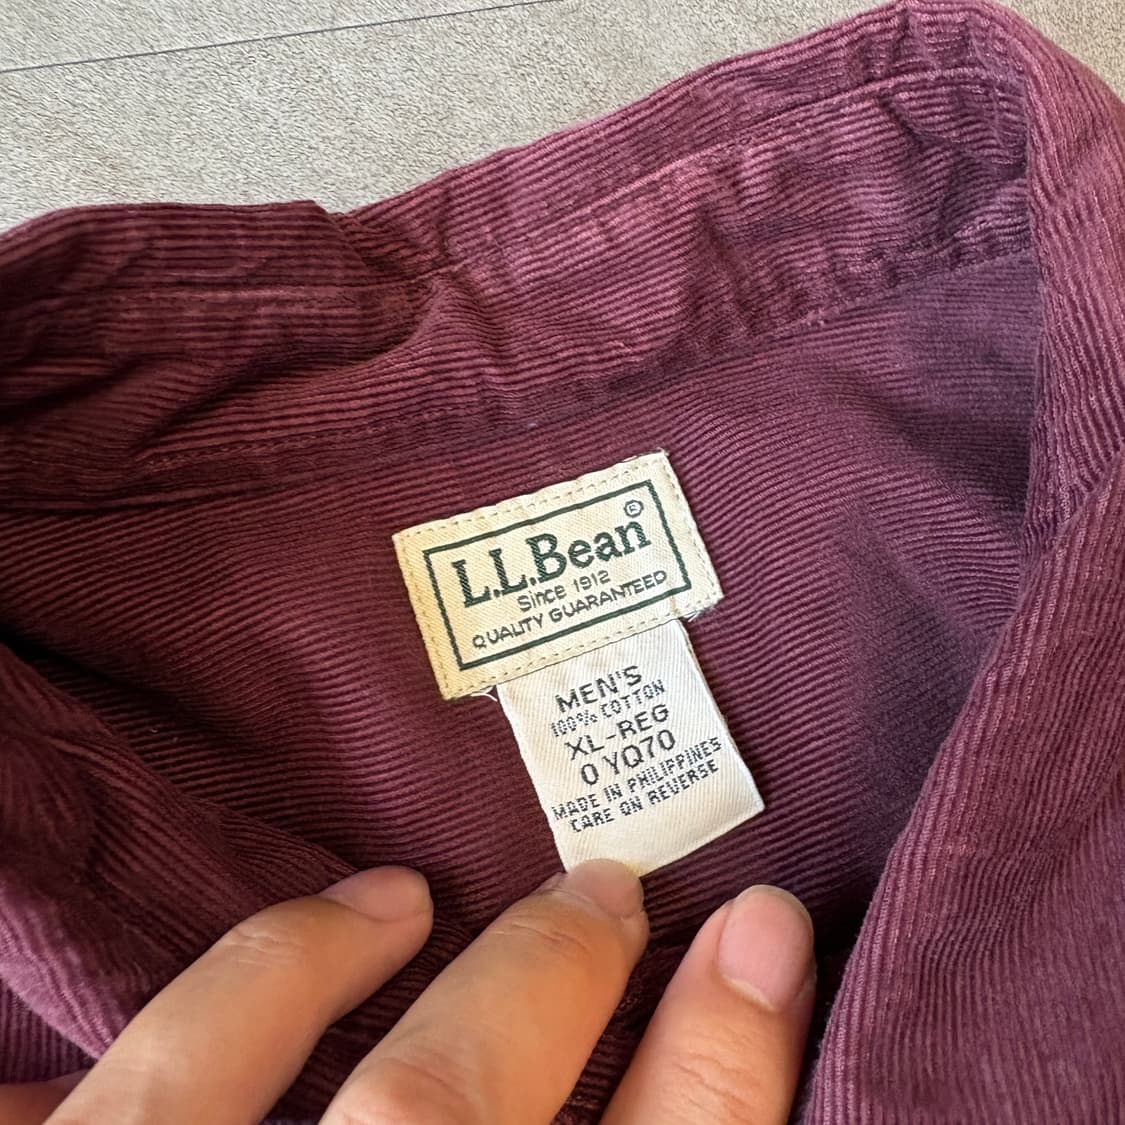 L.L.Bean®
Since 1912
QUALITY GUARANTEED
MEN'S
100% COTTON
XL-REG
0 YQ70
MADE IN PHILIPPINES
CARE ON REVERSE